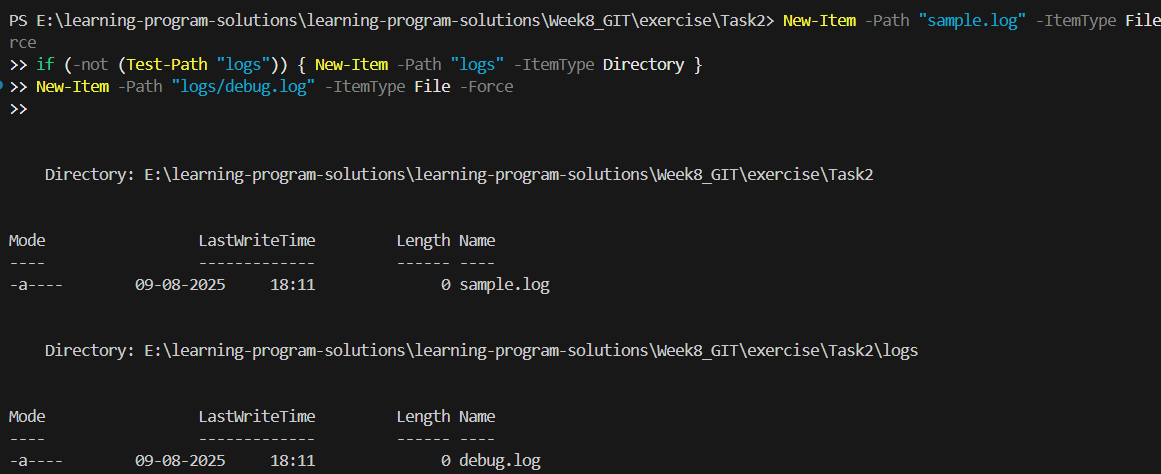 PS E:\learning-program-solutions\learning-program-solutions\Week8_GIT\exercise\Task2> New-Item -Path "sample.log" -ItemType File
rce
>> if (-not (Test-Path "logs")) { New-Item -Path "logs" -ItemType Directory }
>> New-Item -Path "logs/debug.log" -ItemType File -Force
>>
Directory: E:\learning-program-solutions\learning-program-solutions\Week8_GIT\exercise\Task2
Mode                 LastWriteTime         Length Name
----                 -------------         ------ ----
-a----        09-08-2025     18:11              0 sample.log
Directory: E:\learning-program-solutions\learning-program-solutions\Week8_GIT\exercise\Task2\logs
Mode                 LastWriteTime         Length Name
----                 -------------         ------ ----
-a----        09-08-2025     18:11              0 debug.log